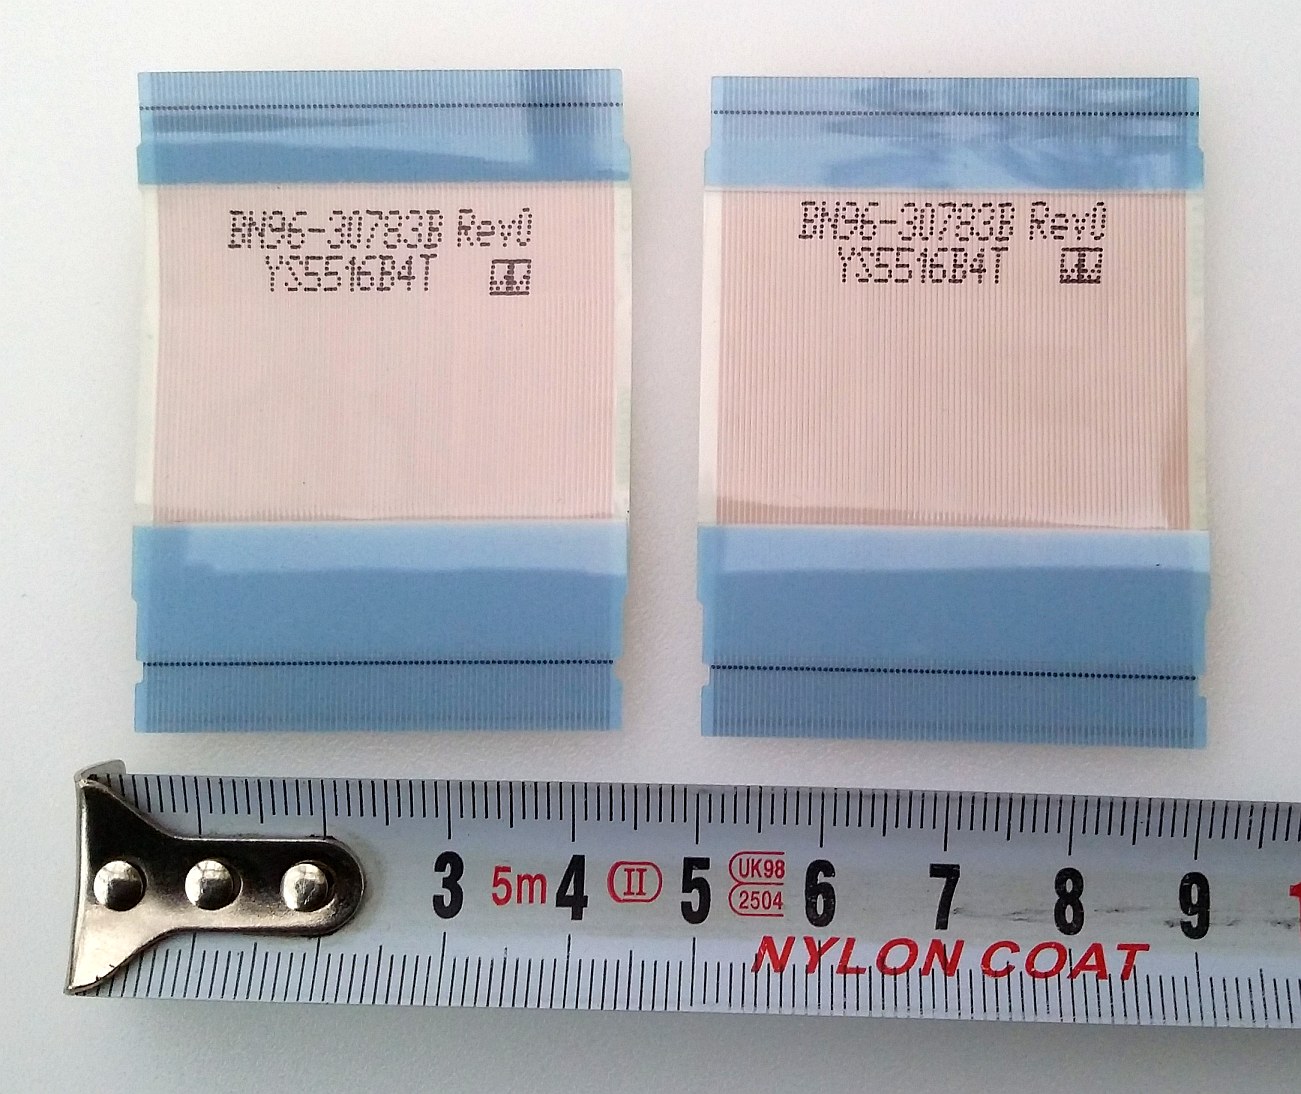 BN96-30783B Rev0
YS5516B4T
BN96-30783B Rev0
YS5516B4T
3 5m 4 II 5 UK98 6 7 8 9 1
2504
NYLON COAT